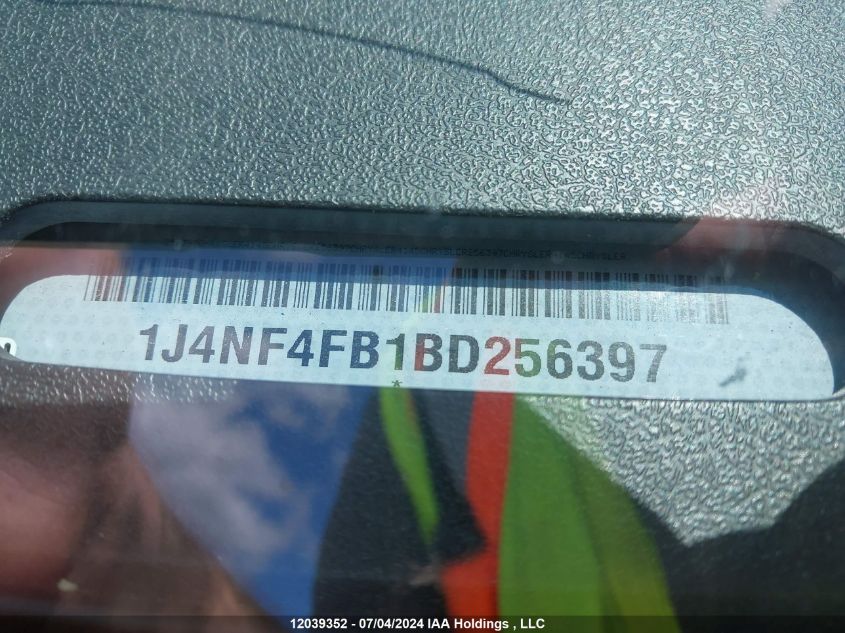 1J4NF4FB1BD256397
*
12039352 - 07/04/2024 IAA Holdings , LLC